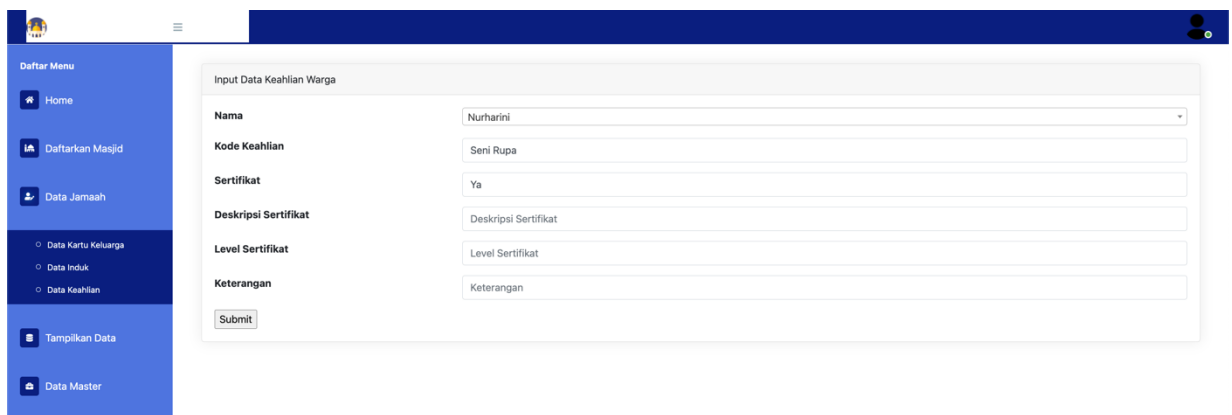 Daftar Menu
Home
Daftarkan Masjid
Data Jamaah
Data Kartu Keluarga
Data Induk
Data Keahlian
Tampilkan Data
Data Master
Input Data Keahlian Warga
Nama Nurharini
Kode Keahlian Seni Rupa
Sertifikat Ya
Deskripsi Sertifikat Deskripsi Sertifikat
Level Sertifikat Level Sertifikat
Keterangan Keterangan
Submit